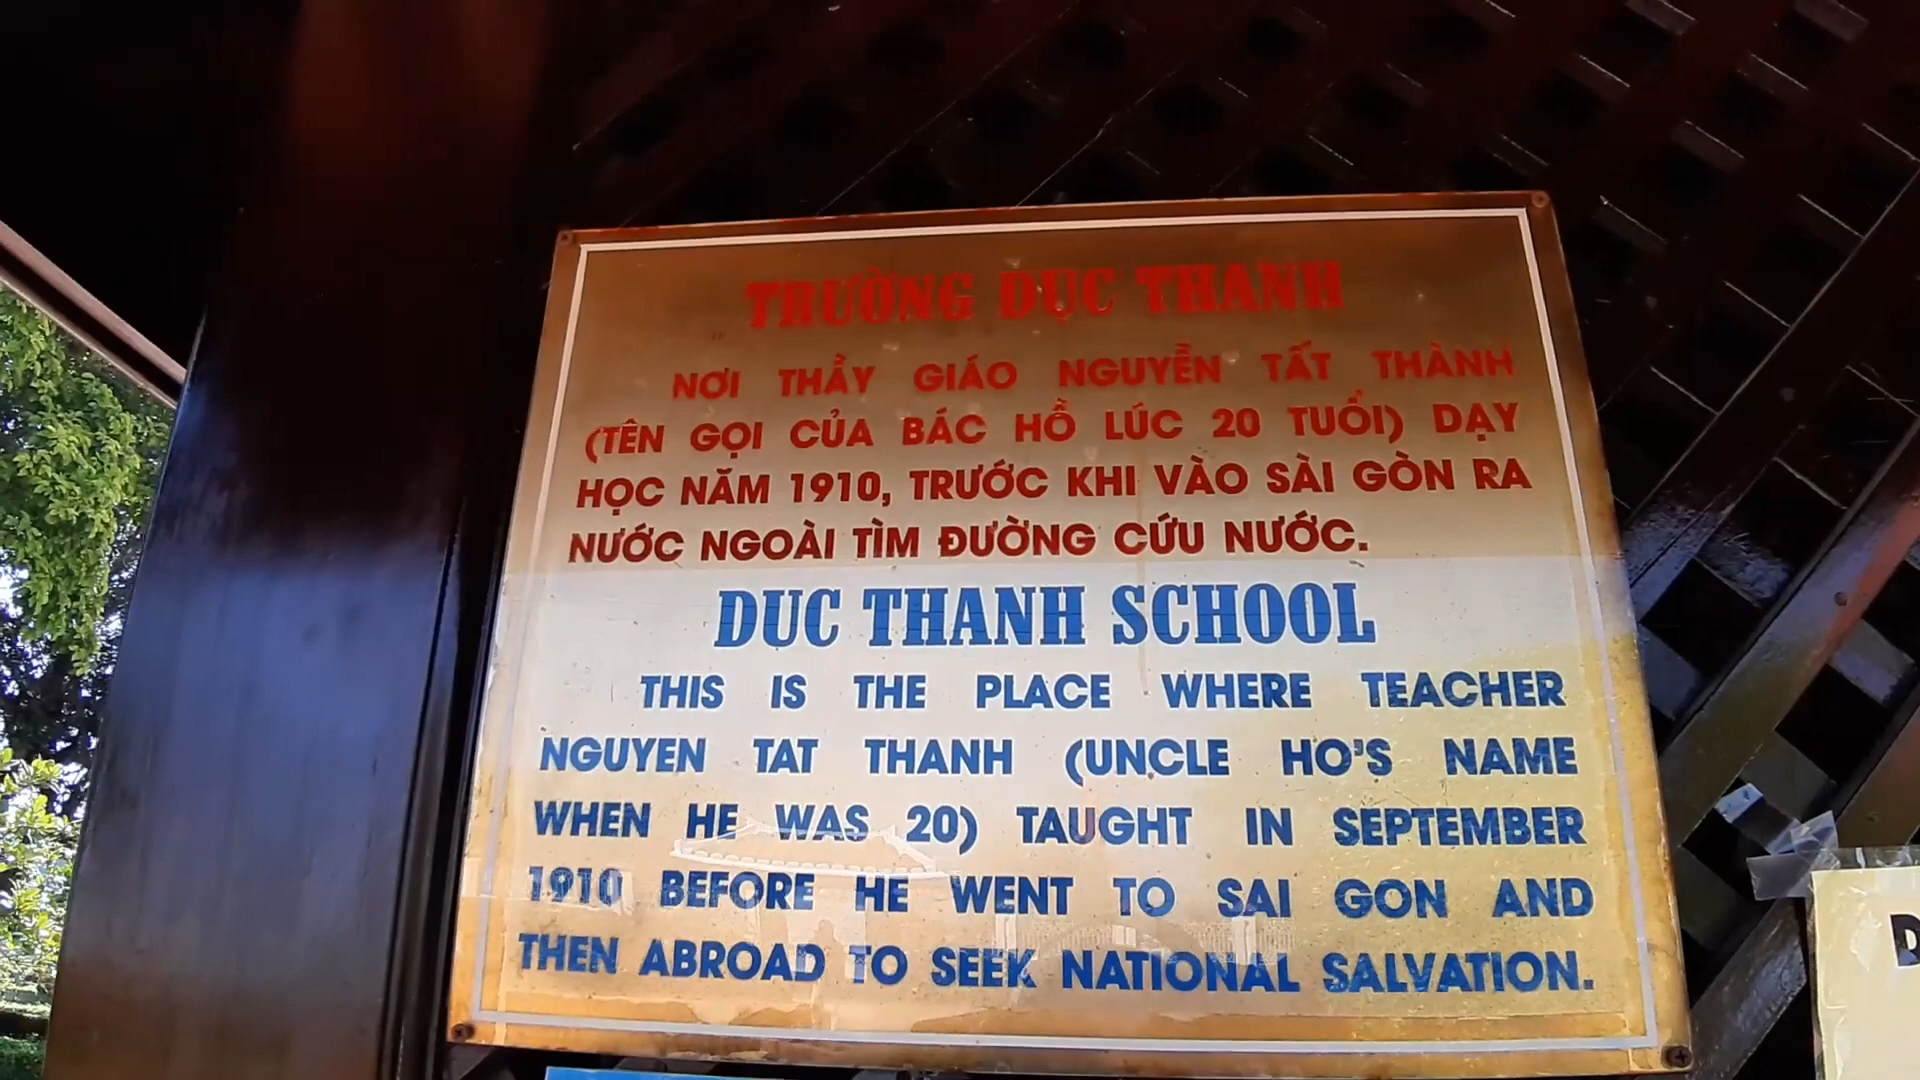 TRƯỜNG DỤC THANH
NƠI THẦY GIÁO NGUYỄN TẤT THÀNH
(TÊN GỌI CỦA BÁC HỒ LÚC 20 TUỔI) DẠY
HỌC NĂM 1910, TRƯỚC KHI VÀO SÀI GÒN RA
NƯỚC NGOÀI TÌM ĐƯỜNG CỨU NƯỚC.
DUC THANH SCHOOL
THIS IS THE PLACE WHERE TEACHER
NGUYEN TAT THANH (UNCLE HO'S NAME
WHEN HE WAS 20) TAUGHT IN SEPTEMBER
1910 BEFORE HE WENT TO SAI GON AND
THEN ABROAD TO SEEK NATIONAL SALVATION.